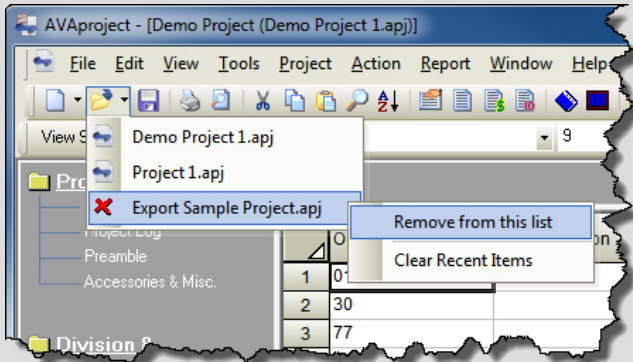 AVAproject - [Demo Project (Demo Project 1.apj)]
File Edit View Tools Project Action Report Window Help
View 9
Demo Project 1.apj
Project 1.apj
Export Sample Project.apj
Remove from this list
Clear Recent Items
Project Log
Preamble
Accessories & Misc.
Division 8
1 01
2 30
3 77